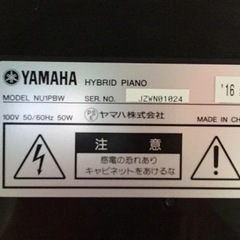 YAMAHA HYBRID PIANO
MODEL NU1PBW SERIAL NO. JZWN01024 '16
100V 50/60Hz 50W PSE ヤマハ株式会社 MADE IN CH
注 意
感電の恐れあり
キャビネットをあけるな